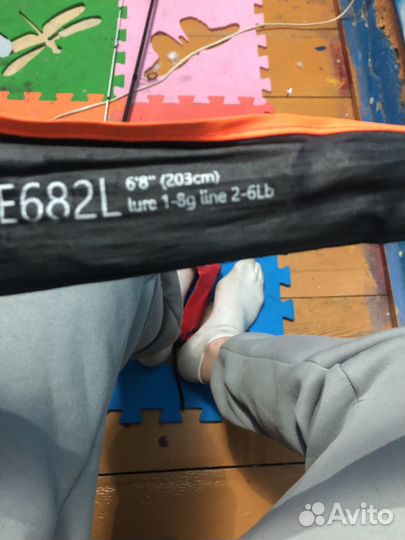 E682L 6'8" (203cm)
lure 1-8g line 2-6Lb
Avito